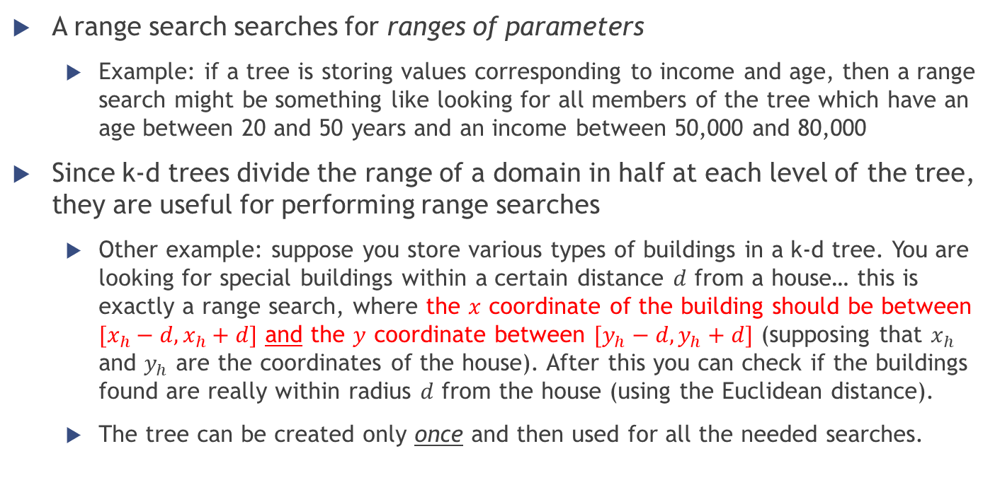 A range search searches for ranges of parameters
Example: if a tree is storing values corresponding to income and age, then a range
search might be something like looking for all members of the tree which have an
age between 20 and 50 years and an income between 50,000 and 80,000
Since k-d trees divide the range of a domain in half at each level of the tree,
they are useful for performing range searches
Other example: suppose you store various types of buildings in a k-d tree. You are
looking for special buildings within a certain distance d from a house… this is
exactly a range search, where the x coordinate of the building should be between
[xₕ − d, xₕ + d] and the y coordinate between [yₕ − d, yₕ + d] (supposing that xₕ
and yₕ are the coordinates of the house). After this you can check if the buildings
found are really within radius d from the house (using the Euclidean distance).
The tree can be created only once and then used for all the needed searches.